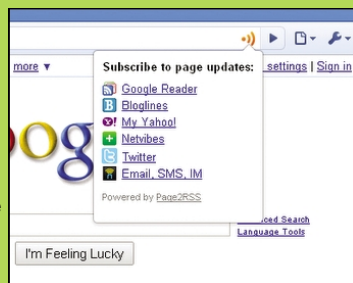 more ▼
settings | Sign in
Subscribe to page updates:
Google Reader
Bloglines
My Yahoo!
Netvibes
Twitter
Email, SMS, IM
Powered by Page2RSS
Search
Language Tools
I'm Feeling Lucky